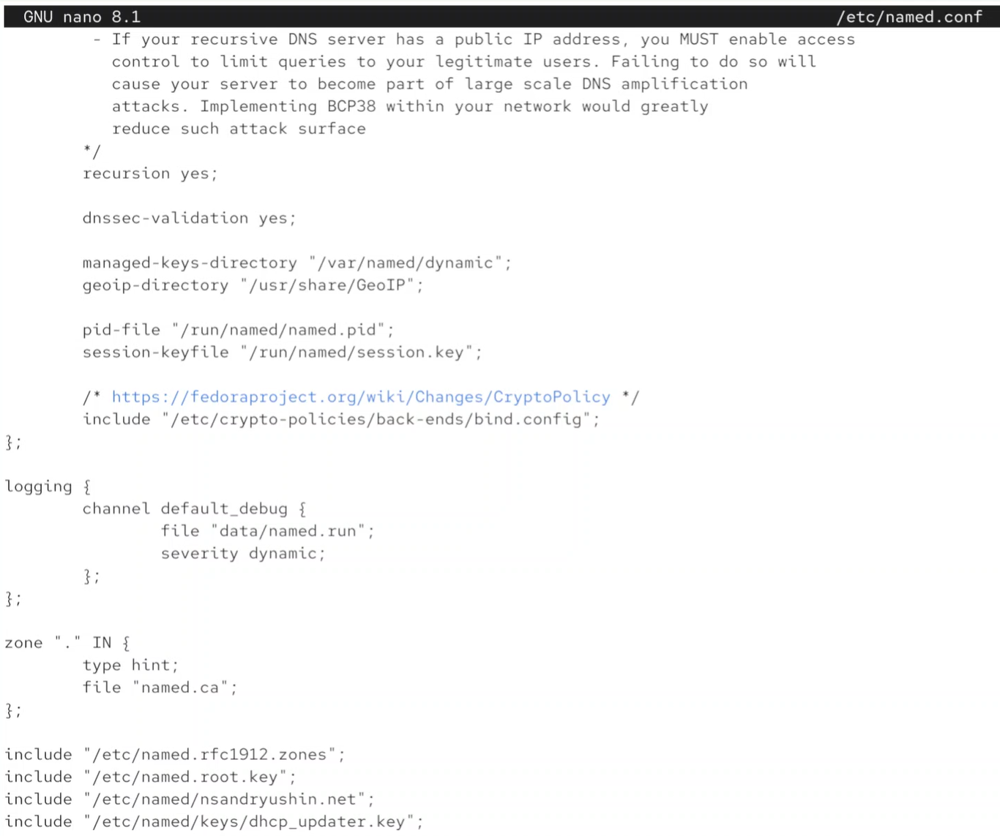 GNU nano 8.1 /etc/named.conf
- If your recursive DNS server has a public IP address, you MUST enable access
control to limit queries to your legitimate users. Failing to do so will
cause your server to become part of large scale DNS amplification
attacks. Implementing BCP38 within your network would greatly
reduce such attack surface
*/
recursion yes;
dnssec-validation yes;
managed-keys-directory "/var/named/dynamic";
geoip-directory "/usr/share/GeoIP";
pid-file "/run/named/named.pid";
session-keyfile "/run/named/session.key";
/* https://fedoraproject.org/wiki/Changes/CryptoPolicy */
include "/etc/crypto-policies/back-ends/bind.config";
};
logging {
channel default_debug {
file "data/named.run";
severity dynamic;
};
};
zone "." IN {
type hint;
file "named.ca";
};
include "/etc/named.rfc1912.zones";
include "/etc/named.root.key";
include "/etc/named/nsandryushin.net";
include "/etc/named/keys/dhcp_updater.key";